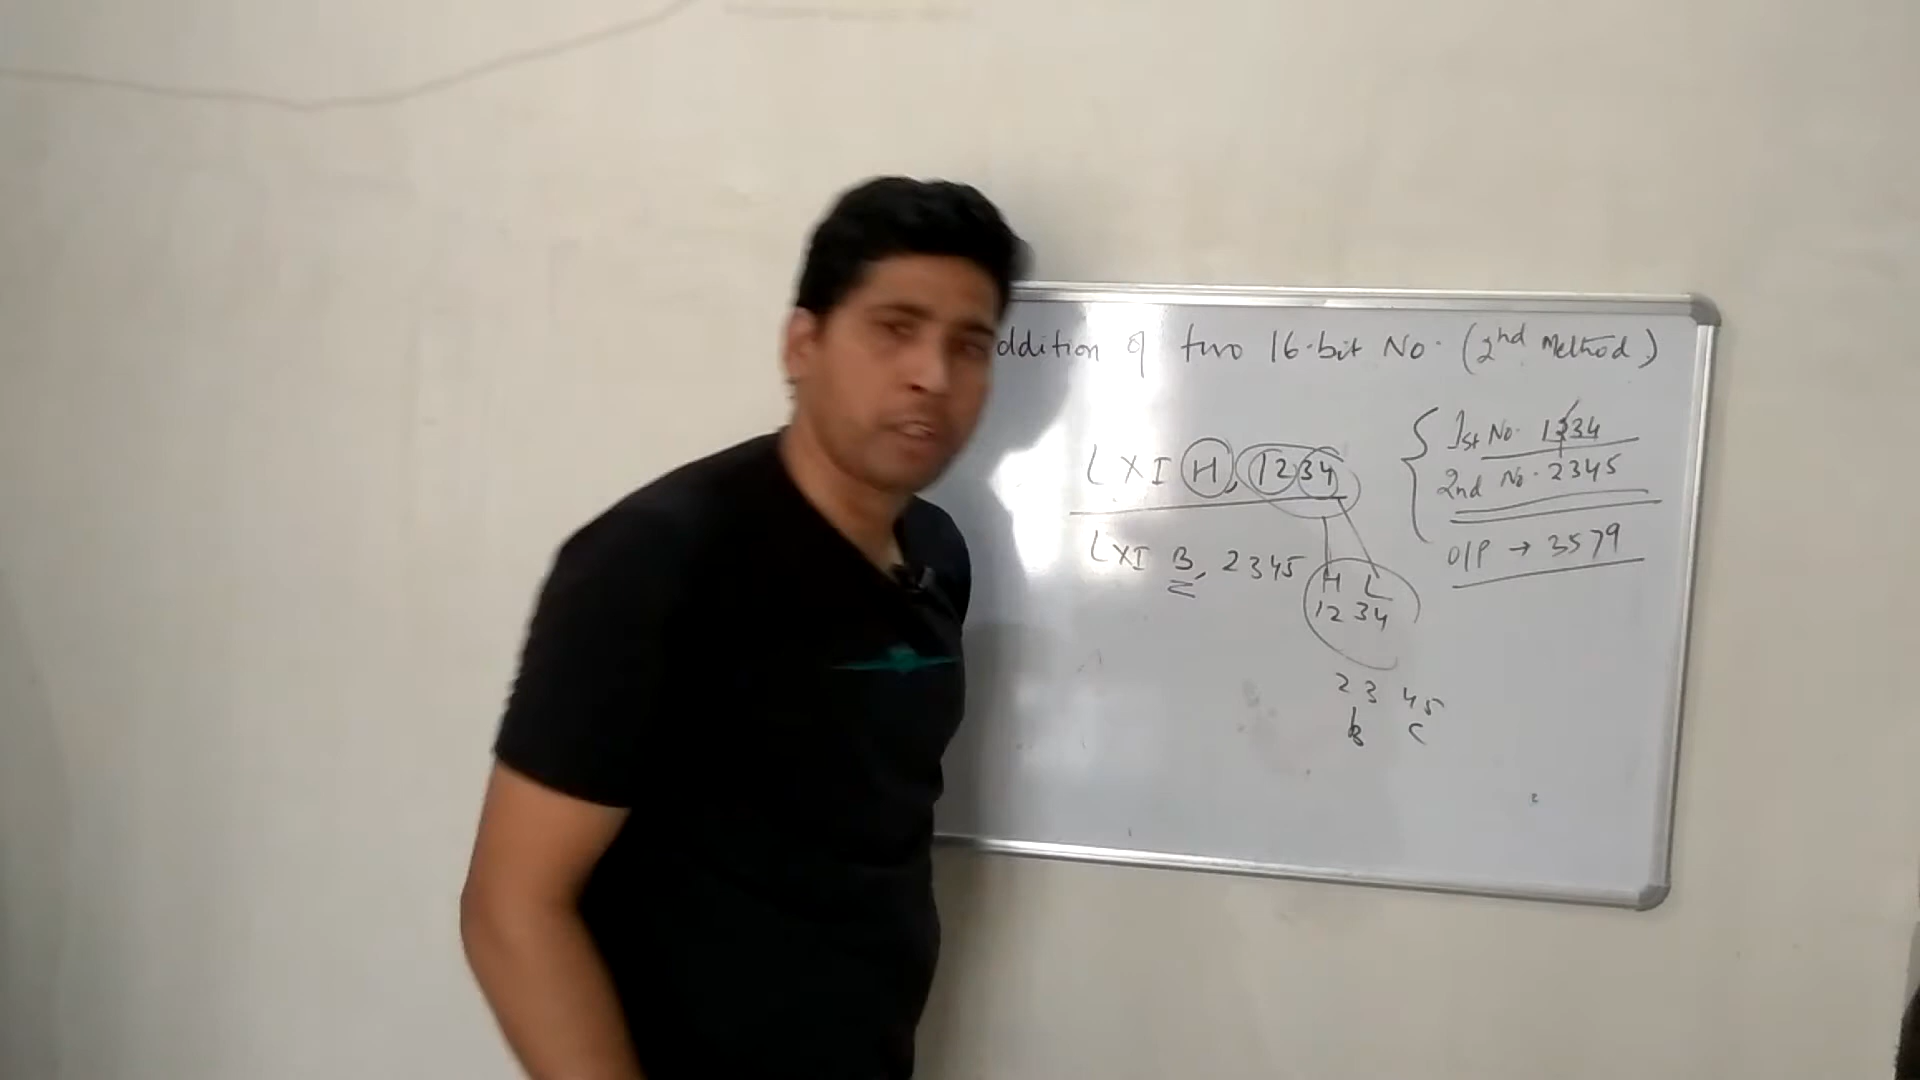 ddition of two 16-bit No. (2nd Method)
LXI H, 1234
LXI B, 2345
H L
12 34
23 45
B C
1st No. 1234
2nd No. 2345
O/P → 3579